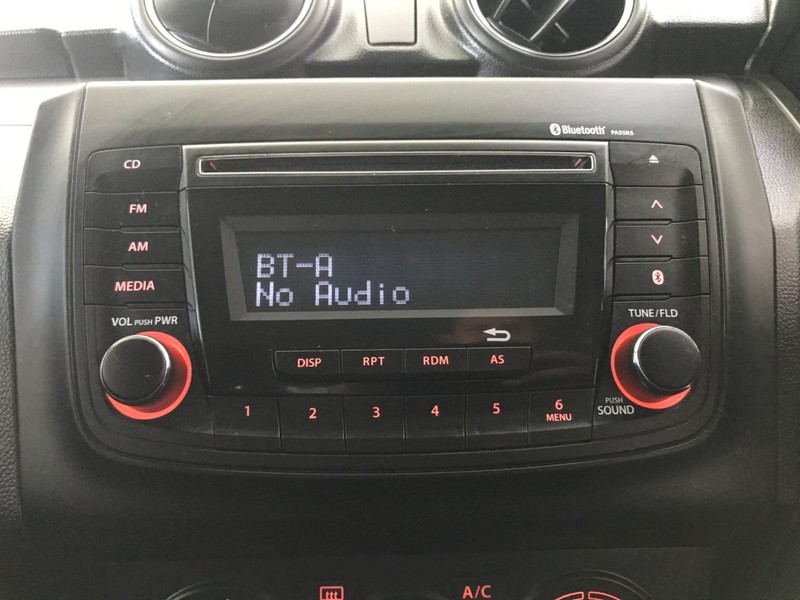 Bluetooth PA5SR5
CD
FM
AM
MEDIA
BT-A
No Audio
VOL PUSH PWR
TUNE/FLD
DISP RPT RDM AS
1 2 3 4 5 6
MENU
PUSH
SOUND
A/C